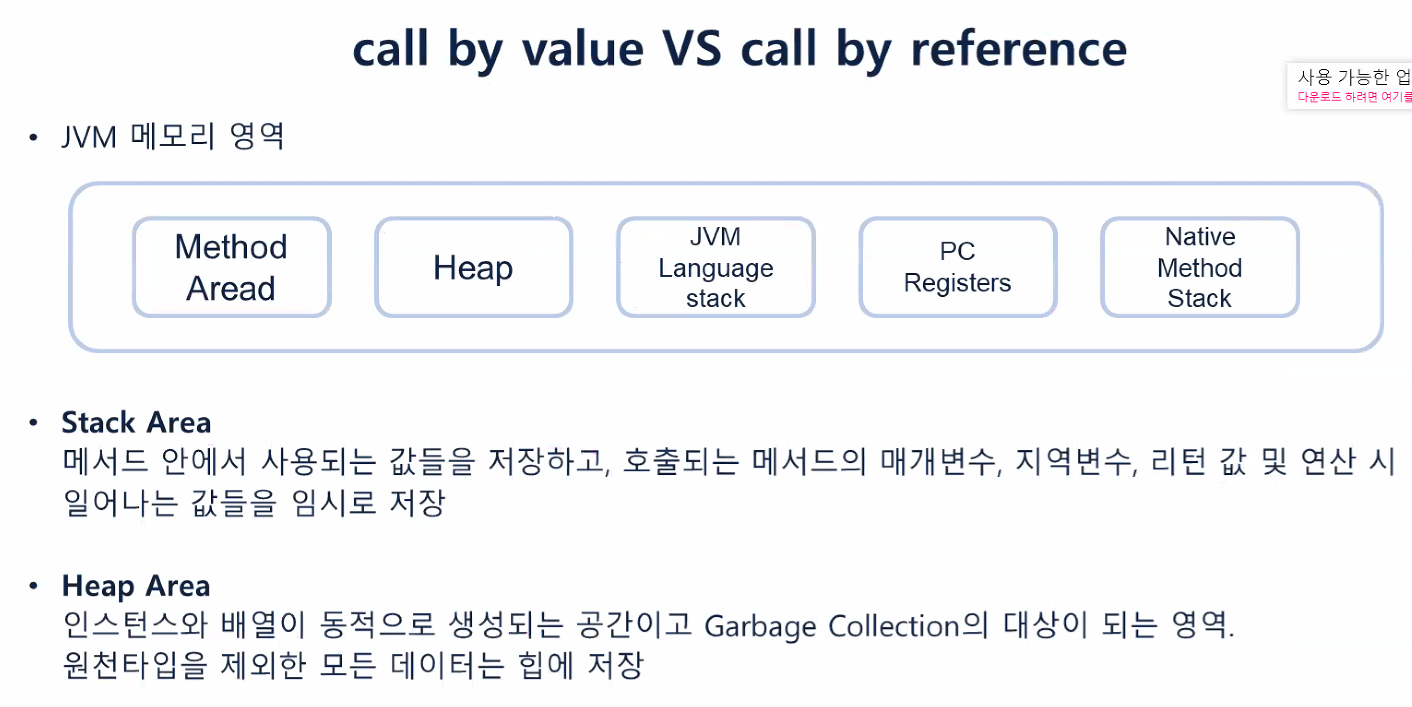 call by value VS call by reference
사용 가능한 업
다운로드 하려면 여기를
• JVM 메모리 영역
Method
Aread
Heap
JVM
Language
stack
PC
Registers
Native
Method
Stack
• Stack Area
메서드 안에서 사용되는 값들을 저장하고, 호출되는 메서드의 매개변수, 지역변수, 리턴 값 및 연산 시
일어나는 값들을 임시로 저장
• Heap Area
인스턴스와 배열이 동적으로 생성되는 공간이고 Garbage Collection의 대상이 되는 영역.
원천타입을 제외한 모든 데이터는 힙에 저장